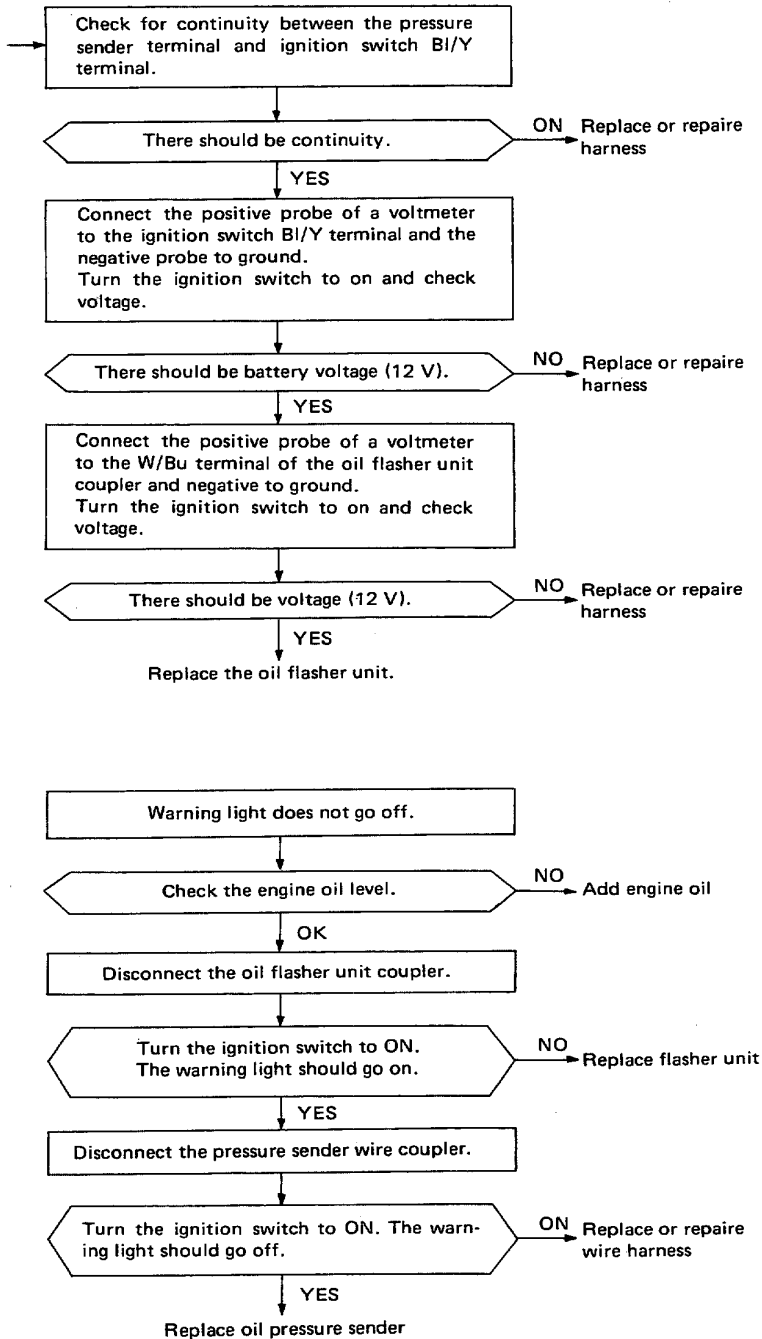 Check for continuity between the pressure
sender terminal and ignition switch Bl/Y
terminal.
There should be continuity.
ON
Replace or repaire
harness
YES
Connect the positive probe of a voltmeter
to the ignition switch Bl/Y terminal and the
negative probe to ground.
Turn the ignition switch to on and check
voltage.
There should be battery voltage (12 V).
NO
Replace or repaire
harness
YES
Connect the positive probe of a voltmeter
to the W/Bu terminal of the oil flasher unit
coupler and negative to ground.
Turn the ignition switch to on and check
voltage.
There should be voltage (12 V).
NO
Replace or repaire
harness
YES
Replace the oil flasher unit.
Warning light does not go off.
Check the engine oil level.
NO
Add engine oil
OK
Disconnect the oil flasher unit coupler.
Turn the ignition switch to ON.
The warning light should go on.
NO
Replace flasher unit
YES
Disconnect the pressure sender wire coupler.
Turn the ignition switch to ON. The warn-
ing light should go off.
ON
Replace or repaire
wire harness
YES
Replace oil pressure sender